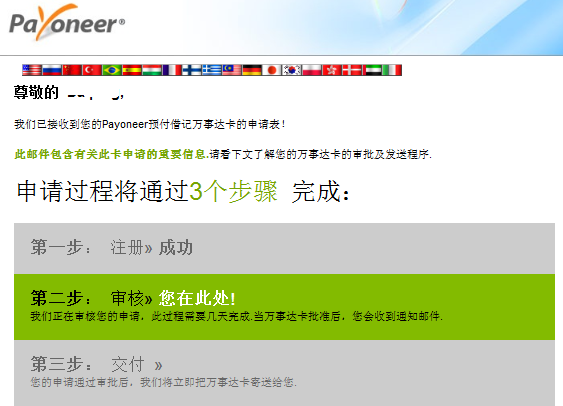 Payoneer®
尊敬的
我们已接收到您的Payoneer预付借记万事达卡的申请表!
此邮件包含有关此卡申请的重要信息.请看下文了解您的万事达卡的审批及发送程序.
申请过程将通过3个步骤 完成:
第一步: 注册» 成功
第二步: 审核» 您在此处!
我们正在审核您的申请，此过程需要几天完成.当万事达卡批准后，您会收到通知邮件.
第三步: 交付 »
您的申请通过审批后，我们将立即把万事达卡寄送给您.